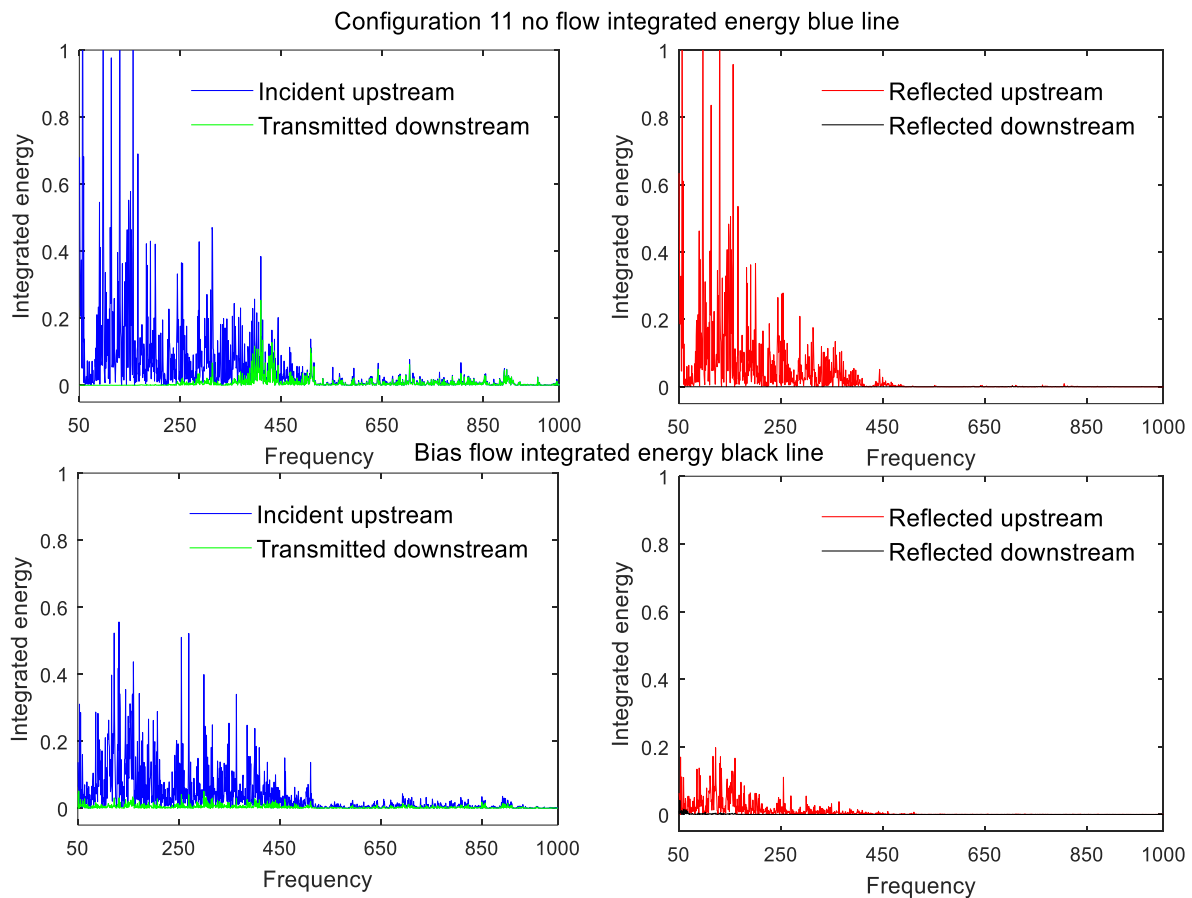 Configuration 11 no flow integrated energy blue line
1
0.8
0.6
0.4
0.2
0
Integrated energy
Incident upstream
Transmitted downstream
50 250 450 650 850 1000
Frequency
1
0.8
0.6
0.4
0.2
0
Integrated energy
Reflected upstream
Reflected downstream
50 250 450 650 850 1000
Frequency
Bias flow integrated energy black line
1
0.8
0.6
0.4
0.2
0
Integrated energy
Incident upstream
Transmitted downstream
50 250 450 650 850 1000
Frequency
1
0.8
0.6
0.4
0.2
0
Integrated energy
Reflected upstream
Reflected downstream
50 250 450 650 850 1000
Frequency